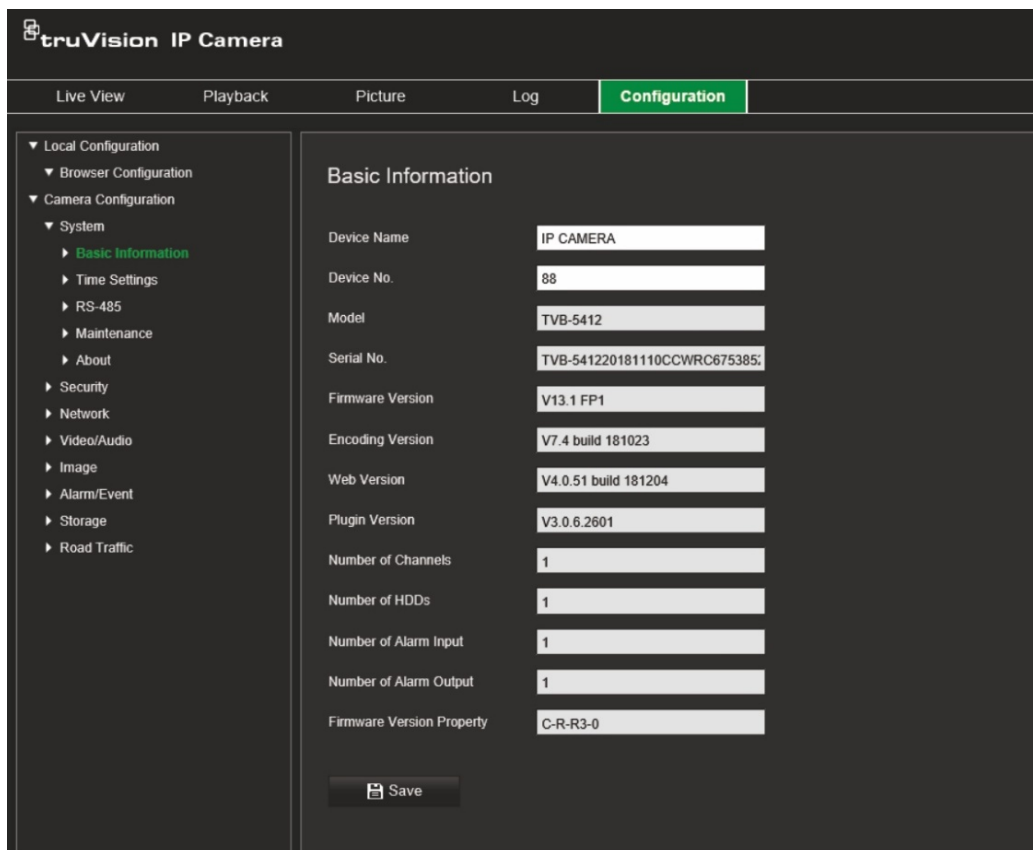 truVision IP Camera
Live View Playback Picture Log Configuration
Local Configuration
Browser Configuration
Camera Configuration
System
Basic Information
Time Settings
RS-485
Maintenance
About
Security
Network
Video/Audio
Image
Alarm/Event
Storage
Road Traffic
Basic Information
Device Name IP CAMERA
Device No. 88
Model TVB-5412
Serial No. TVB-541220181110CCWRC675385
Firmware Version V13.1 FP1
Encoding Version V7.4 build 181023
Web Version V4.0.51 build 181204
Plugin Version V3.0.6.2601
Number of Channels 1
Number of HDDs 1
Number of Alarm Input 1
Number of Alarm Output 1
Firmware Version Property C-R-R3-0
Save